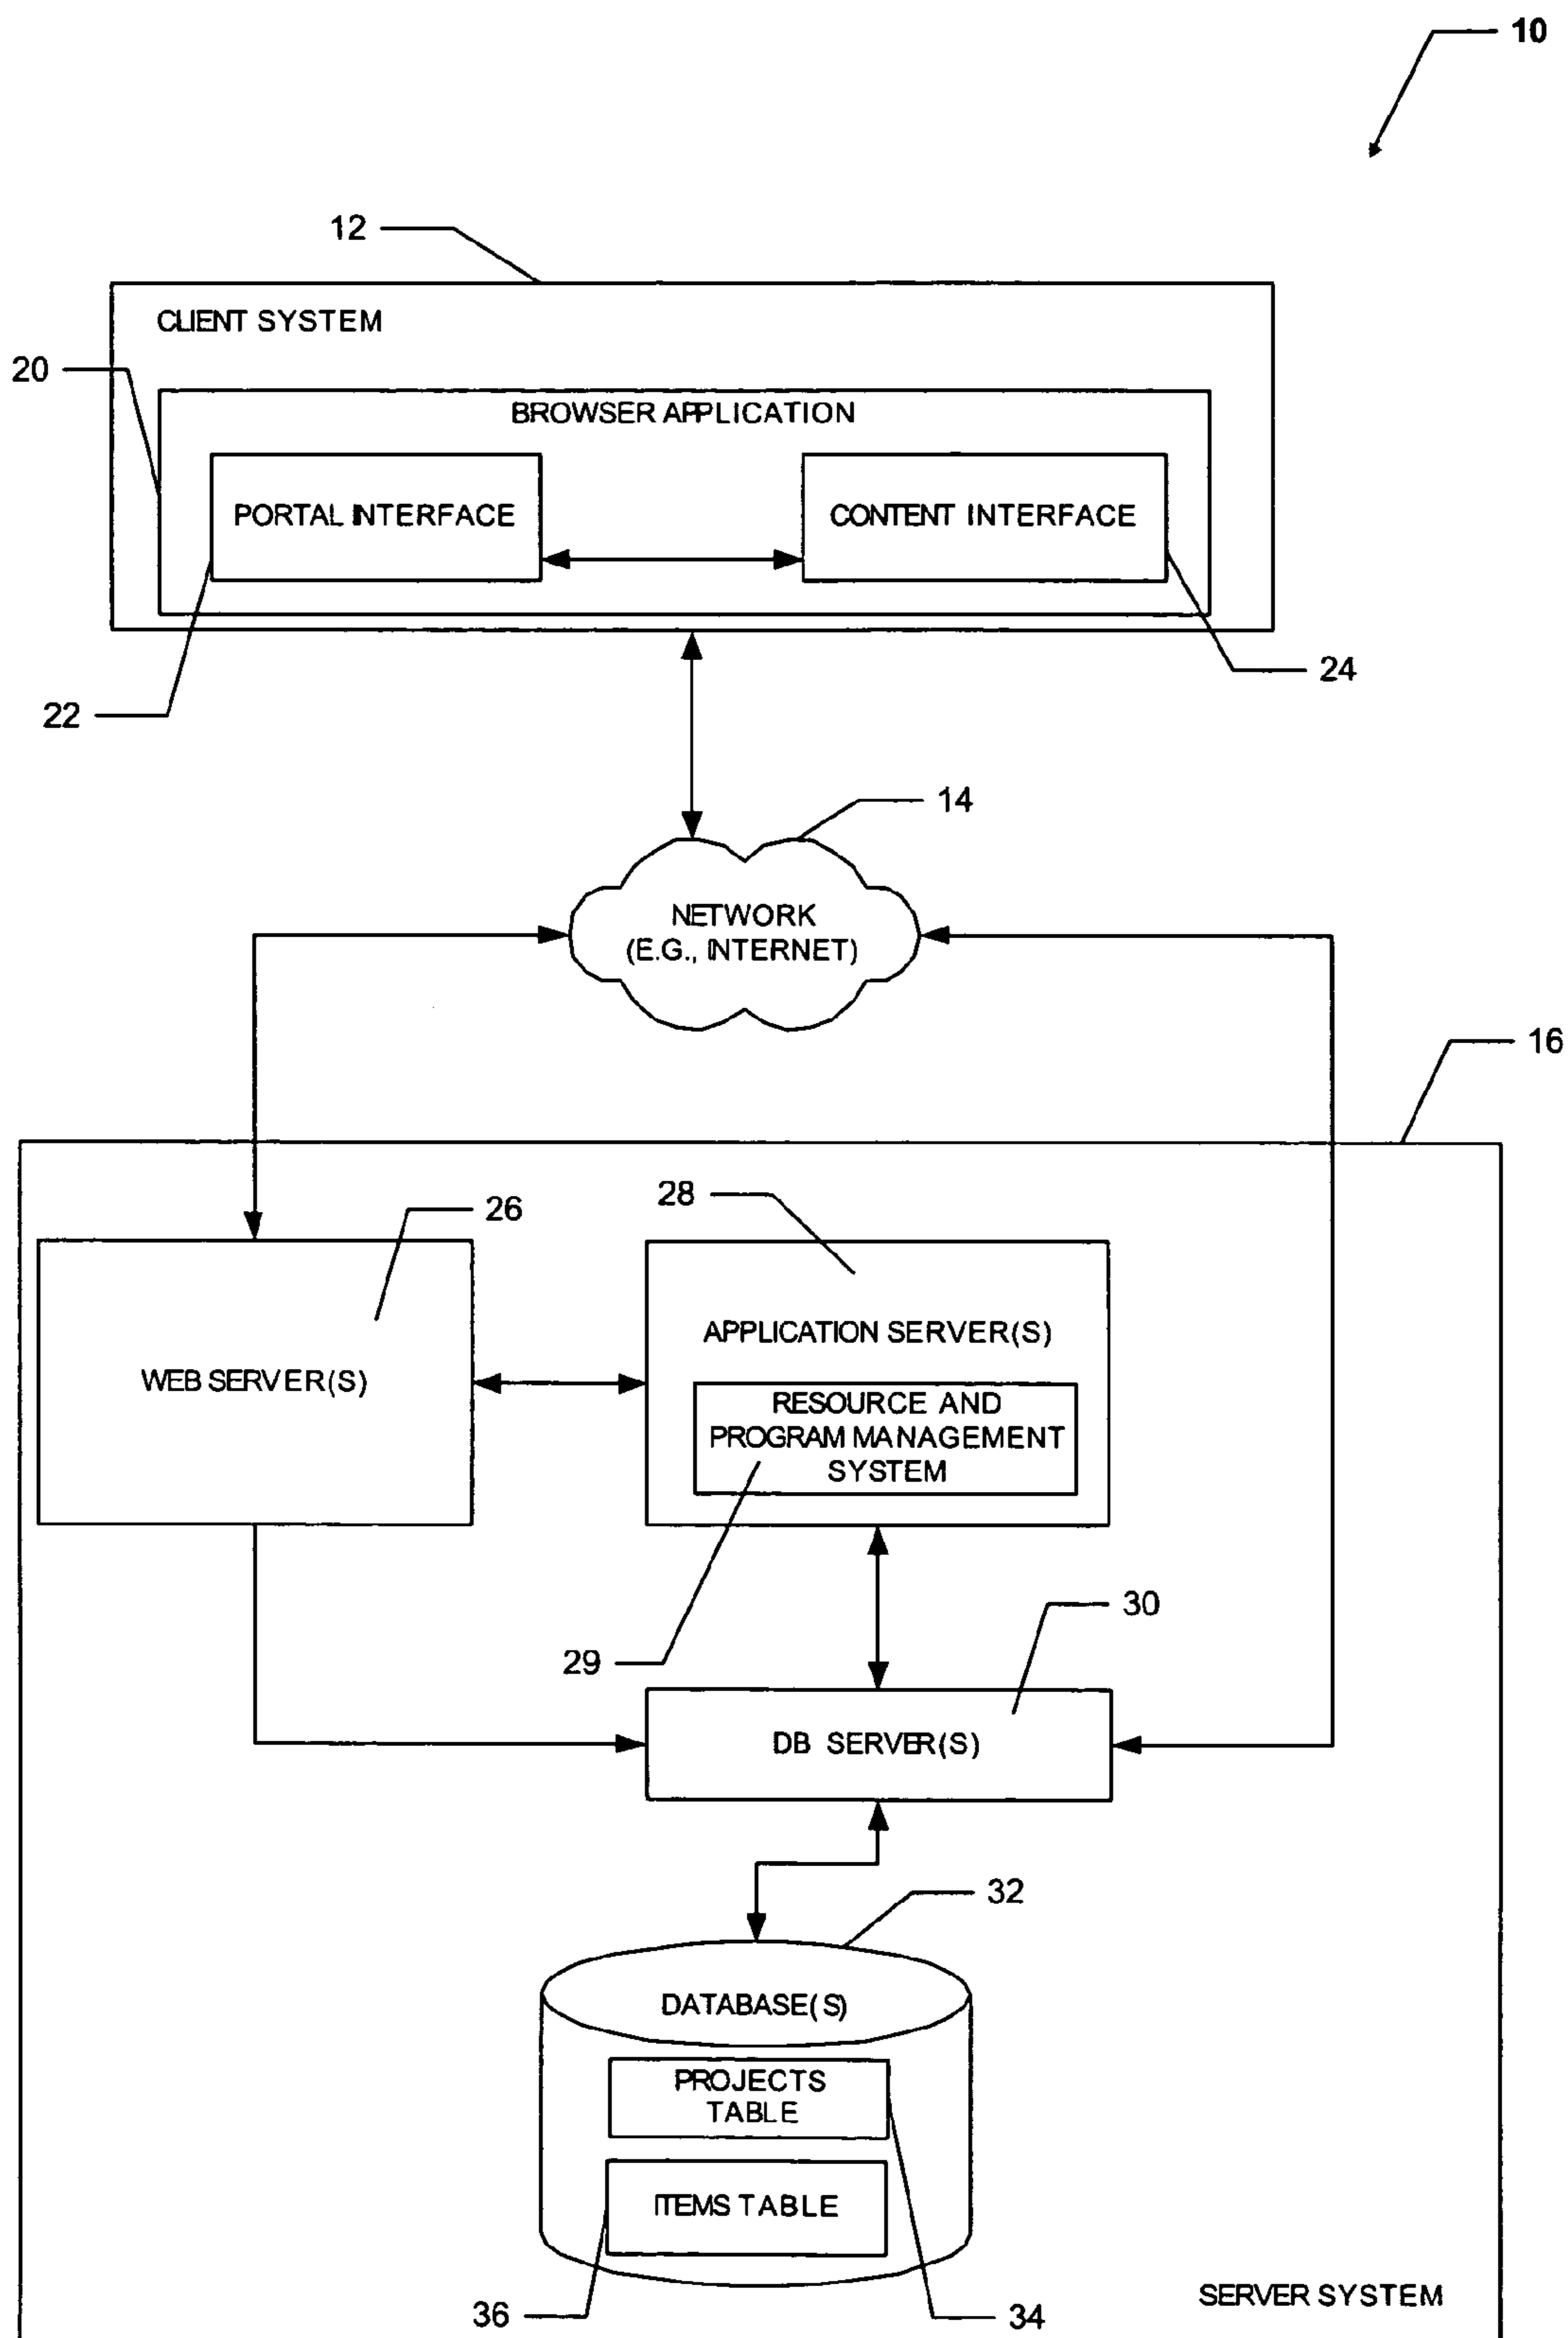 10
12
CLIENT SYSTEM
20
BROWSER APPLICATION
PORTAL INTERFACE
CONTENT INTERFACE
24
22
14
NETWORK
(E.G., INTERNET)
16
28
26
APPLICATION SERVER(S)
WEB SERVER(S)
RESOURCE AND
PROGRAM MANAGEMENT
SYSTEM
30
29
DB SERVER(S)
32
DATABASE(S)
PROJECTS
TABLE
ITEMS TABLE
SERVER SYSTEM
36
34